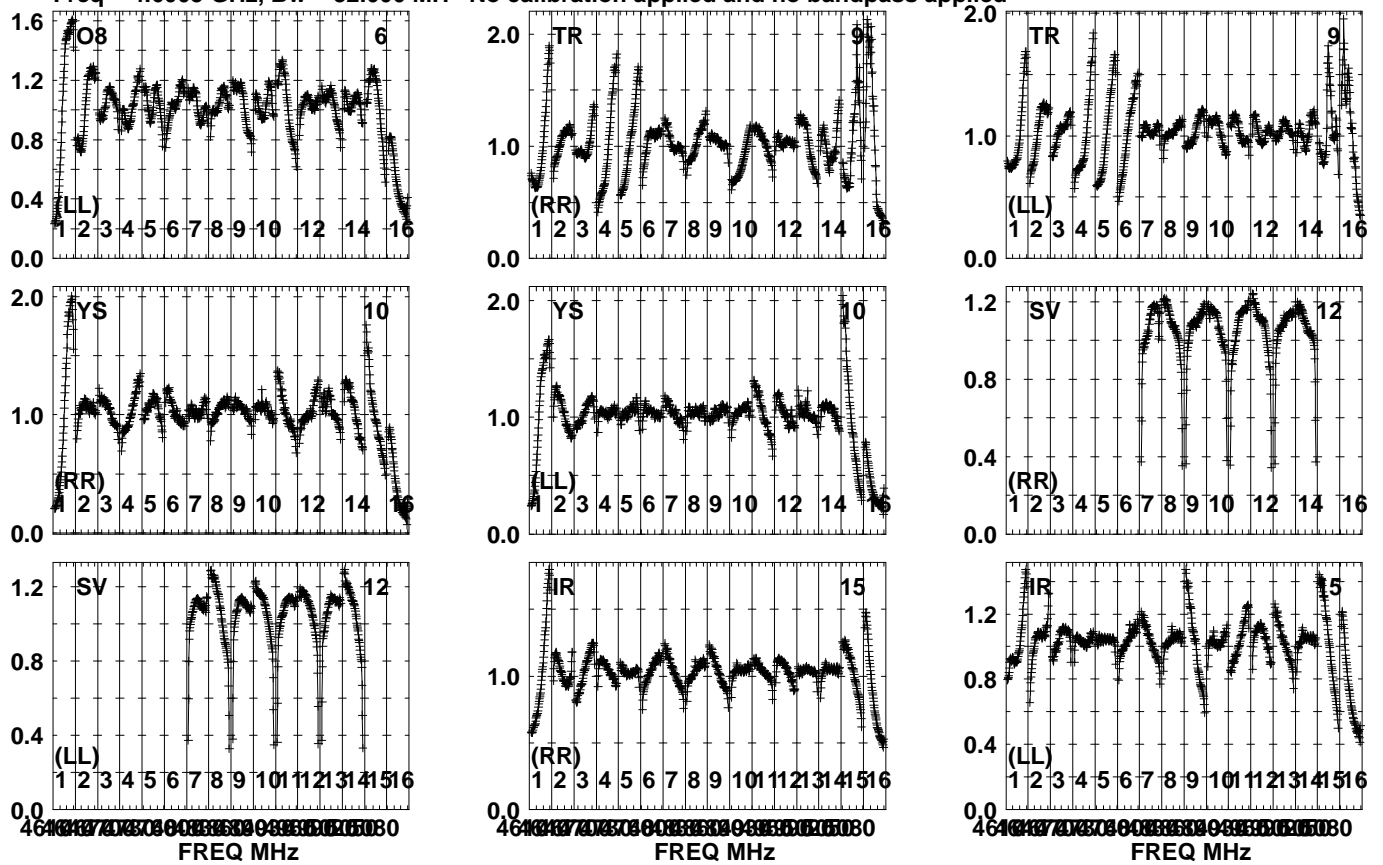 No calibration applied and no bandpass applied
1.6 O8 6
1.2
0.8
0.4 (LL)
1 2 3 4 5 6 7 8 9 10 12 14 16
0.0
TR 9
2.0
1.0
(RR)
1 2 3 4 5 6 7 8 9 10 12 14 16
0.0
2.0 TR 9
1.0
(LL)
1 2 3 4 5 6 7 8 9 10 12 14 16
0.0
2.0 YS 10
1.0
(RR)
1 2 3 4 5 6 7 8 9 10 12 14 16
0.0
2.0 YS 10
1.0
(LL)
1 2 3 4 5 6 7 8 9 10 12 14 16
0.0
1.2 SV 12
0.8
0.4
(RR)
1 2 3 4 5 6 7 8 9 10 12 14 16
0.0
1.2 SV 12
0.8
0.4
(LL)
1 2 3 4 5 6 7 8 9 10 11 12 13 14 15 16
0.0
IR 15
1.0
(RR)
1 2 3 4 5 6 7 8 9 10 11 12 13 14 15 16
0.0
IR
1.2
0.8
0.4
(LL)
1 2 3 4 5 6 7 8 9 10 11 12 13 14 15 16
0.0
FREQ MHz
FREQ MHz
FREQ MHz